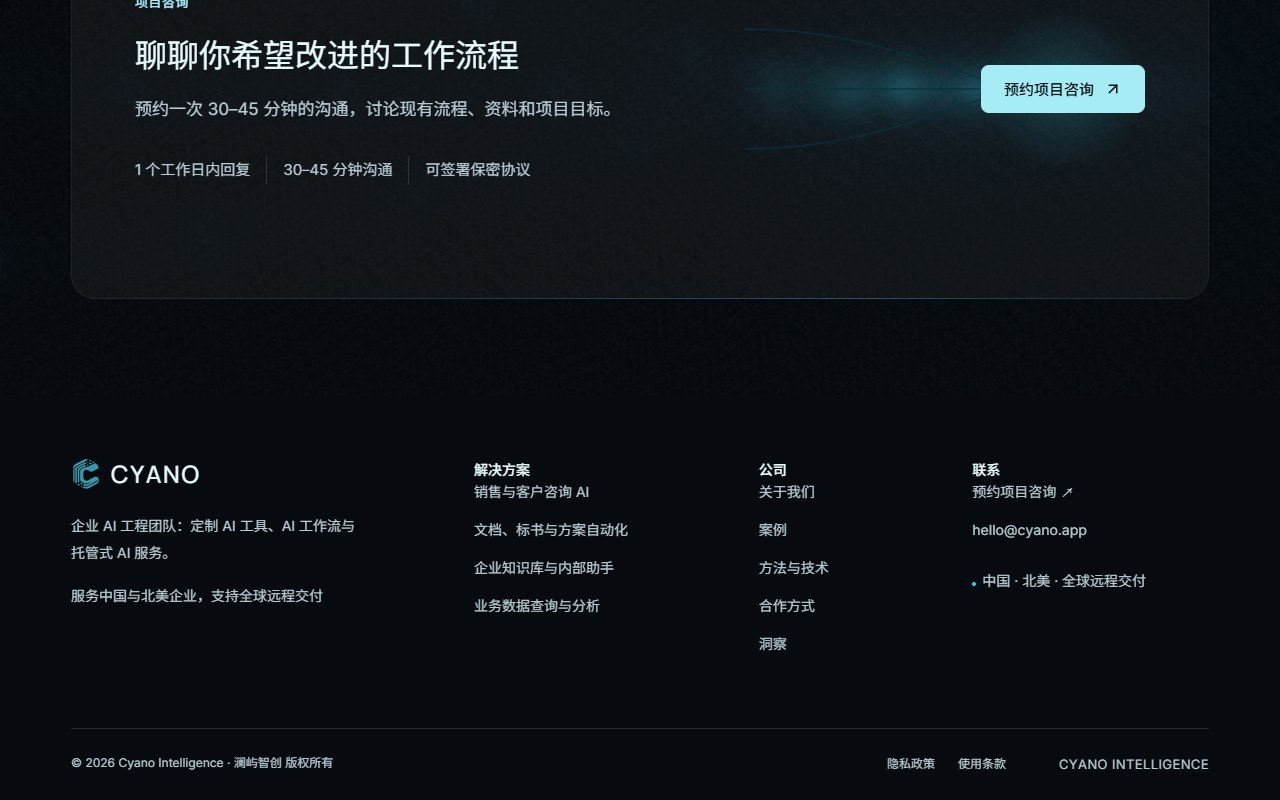 项目咨询
聊聊你希望改进的工作流程
预约一次 30–45 分钟的沟通，讨论现有流程、资料和项目目标。
预约项目咨询
1 个工作日内回复
30–45 分钟沟通
可签署保密协议
CYANO
企业 AI 工程团队：定制 AI 工具、AI 工作流与
托管式 AI 服务。
服务中国与北美企业，支持全球远程交付
解决方案
销售与客户咨询 AI
文档、标书与方案自动化
企业知识库与内部助手
业务数据查询与分析
公司
关于我们
案例
方法与技术
合作方式
洞察
联系
预约项目咨询 ↗
hello@cyano.app
中国 · 北美 · 全球远程交付
© 2026 Cyano Intelligence · 澜屿智创 版权所有
隐私政策
使用条款
CYANO INTELLIGENCE